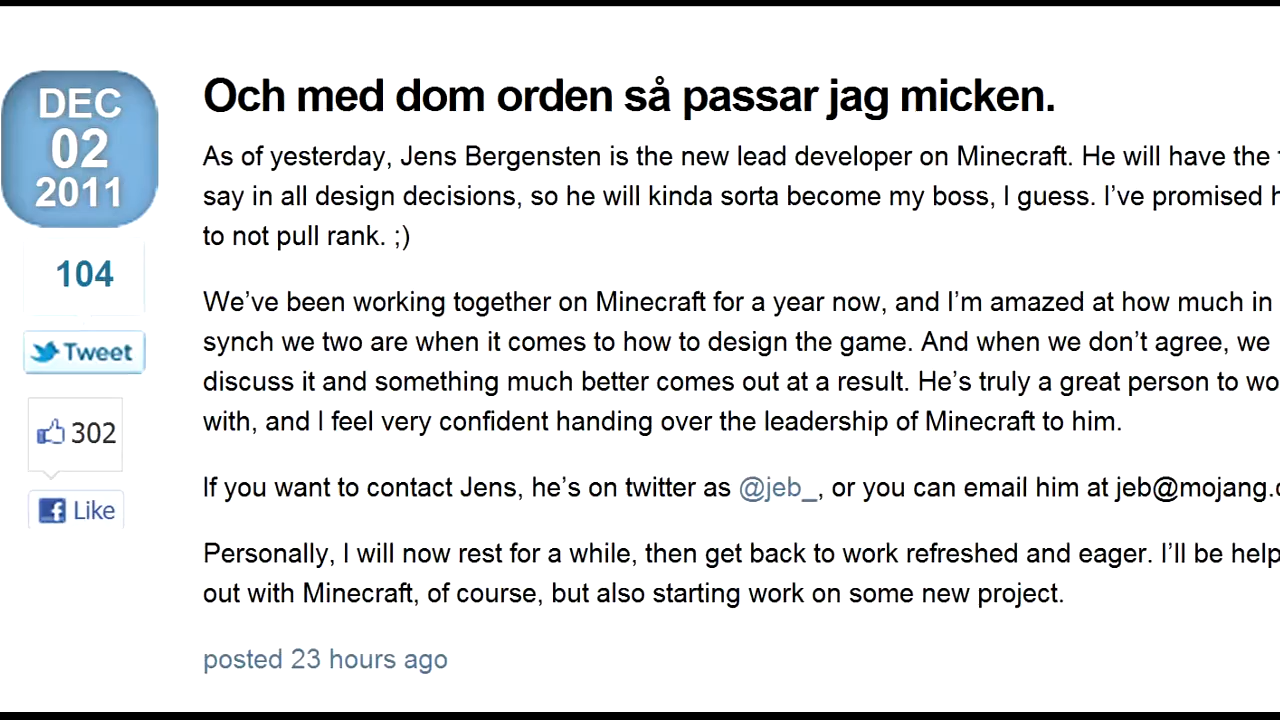 DEC
02
2011
104
Tweet
302
Like
Och med dom orden så passar jag micken.
As of yesterday, Jens Bergensten is the new lead developer on Minecraft. He will have the
say in all design decisions, so he will kinda sorta become my boss, I guess. I’ve promised
to not pull rank. ;)
We’ve been working together on Minecraft for a year now, and I’m amazed at how much in
synch we two are when it comes to how to design the game. And when we don’t agree, we
discuss it and something much better comes out at a result. He’s truly a great person to wo
with, and I feel very confident handing over the leadership of Minecraft to him.
If you want to contact Jens, he’s on twitter as @jeb_, or you can email him at jeb@mojang.c
Personally, I will now rest for a while, then get back to work refreshed and eager. I’ll be help
out with Minecraft, of course, but also starting work on some new project.
posted 23 hours ago